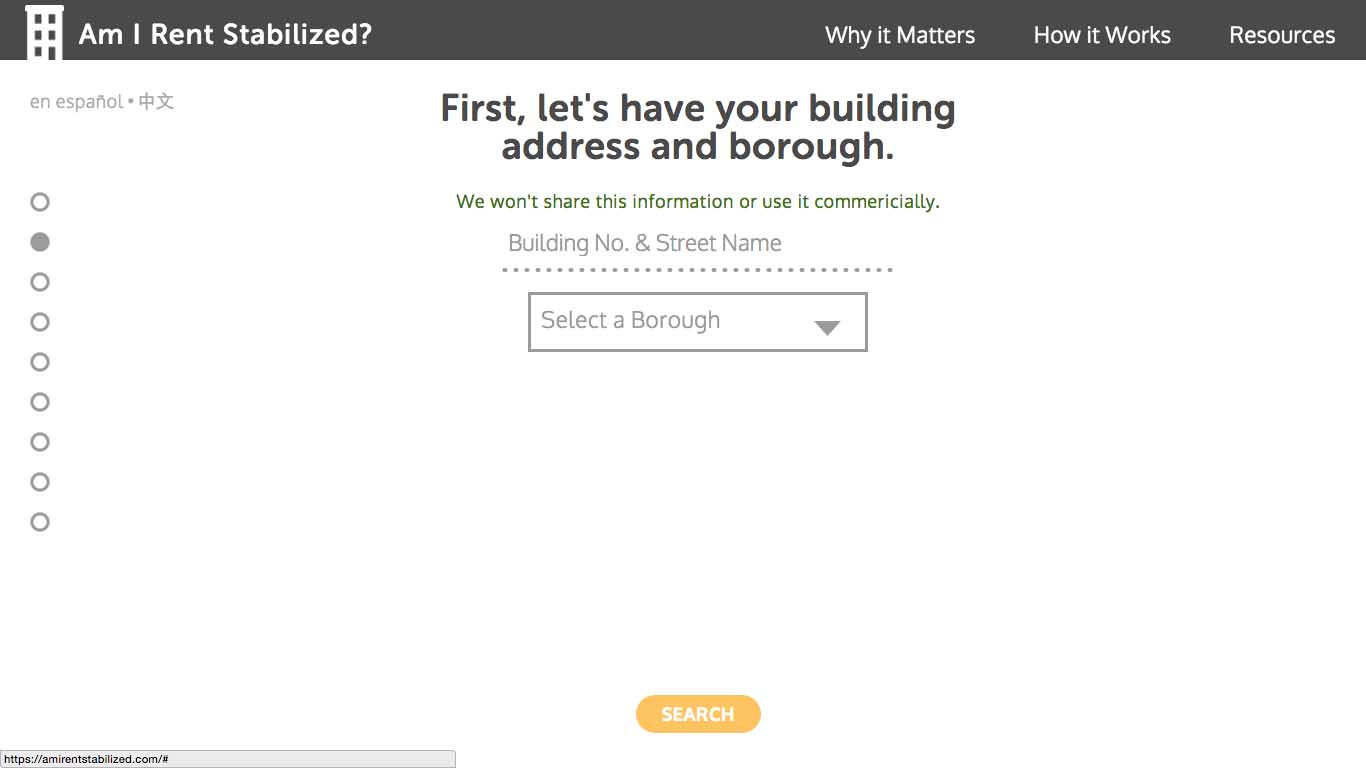 Am I Rent Stabilized?
Why it Matters
How it Works
Resources
en español • 中文
First, let's have your building
address and borough.
We won't share this information or use it commericially.
Building No. & Street Name
Select a Borough
SEARCH
https://amirentstabilized.com/#